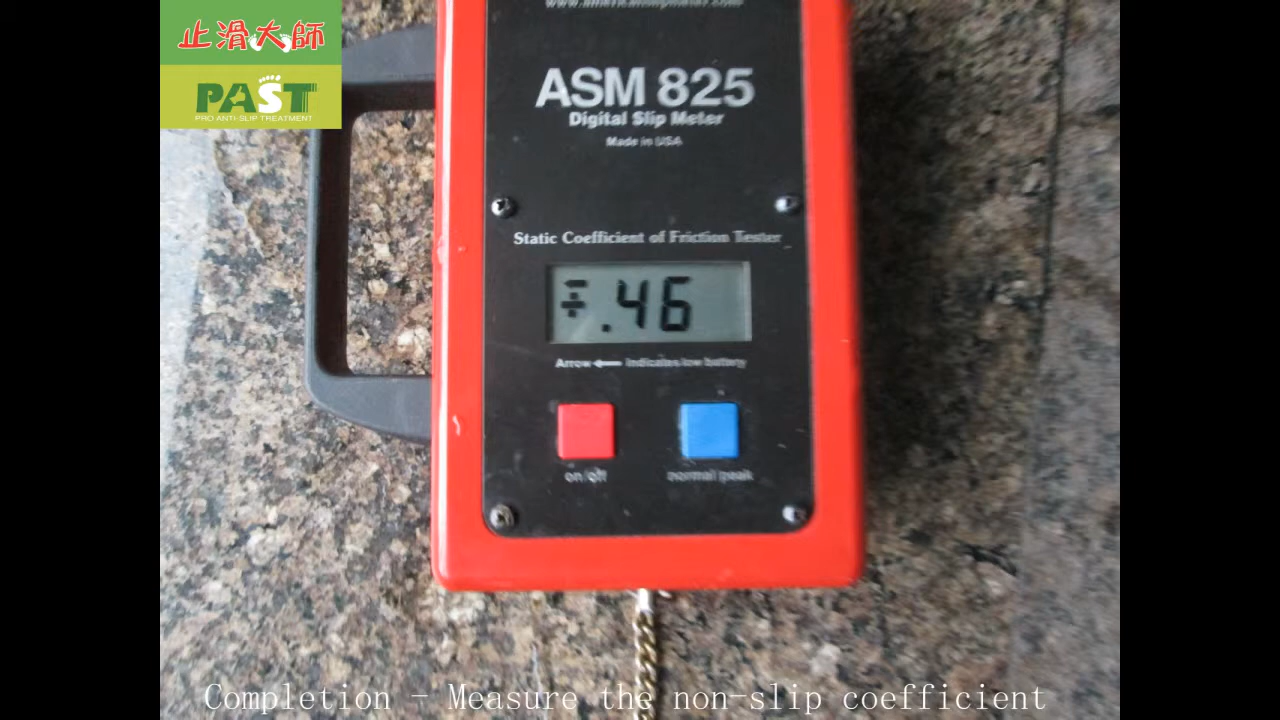 止滑大師
PAST
PRO ANTI-SLIP TREATMENT
ASM 825
Digital Slip Meter
Made in USA
Static Coefficient of Friction Tester
.46
Arrow ← indicates low battery
on/off
normal/peak
Completion - Measure the non-slip coefficient